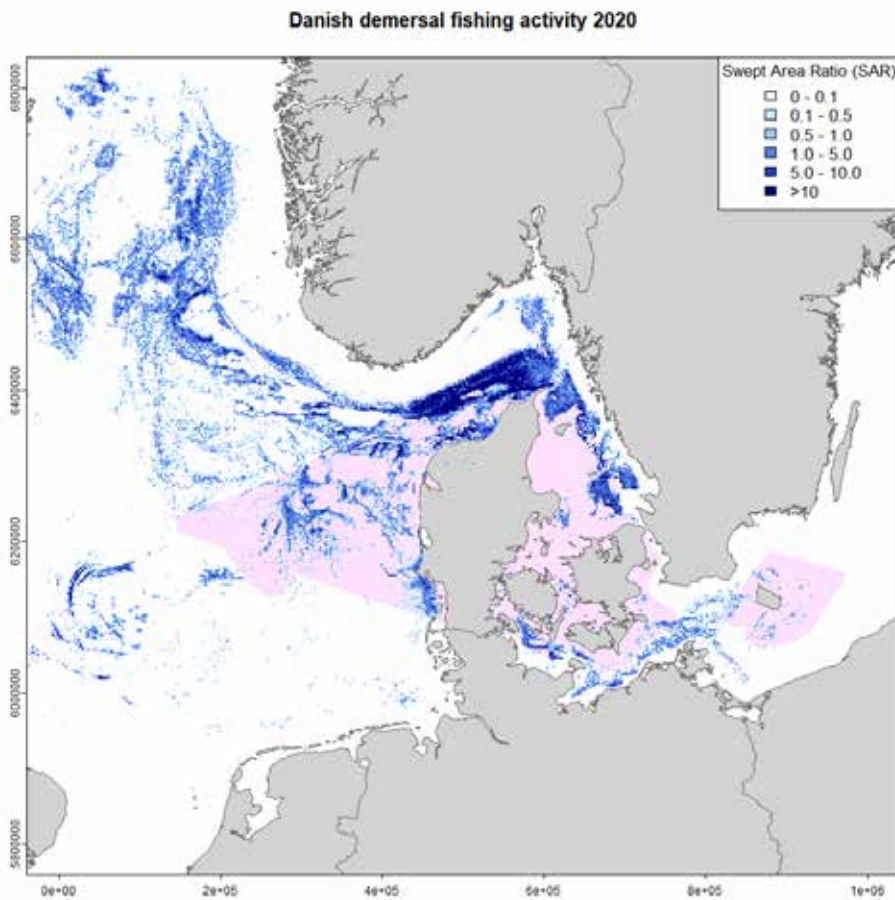 Danish demersal fishing activity 2020
Swept Area Ratio (SAR)
0 - 0.1
0.1 - 0.5
0.5 - 1.0
1.0 - 5.0
5.0 - 10.0
>10
6800000
6600000
6400000
6200000
6000000
5800000
0e+00
2e+05
4e+05
6e+05
8e+05
1e+06